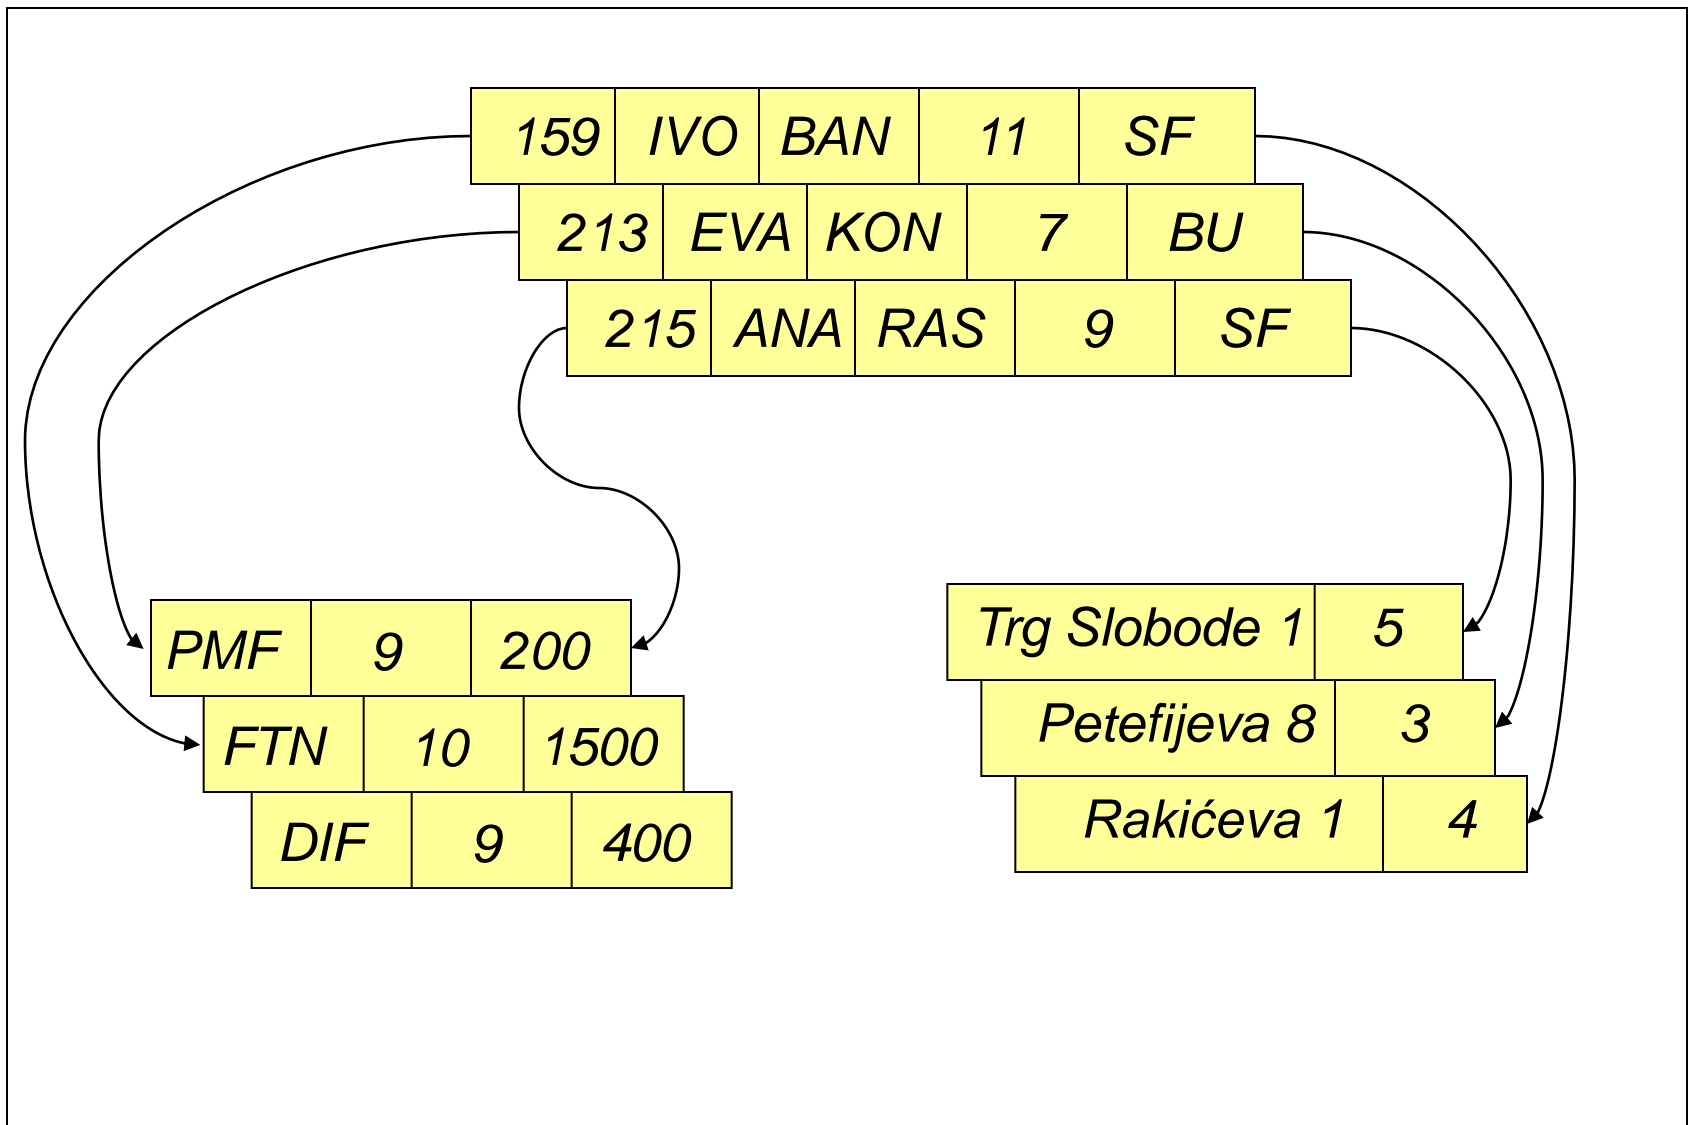 159 IVO BAN 11 SF
213 EVA KON 7 BU
215 ANA RAS 9 SF
PMF 9 200
FTN 10 1500
DIF 9 400
Trg Slobode 1 5
Petefijeva 8 3
Rakićeva 1 4